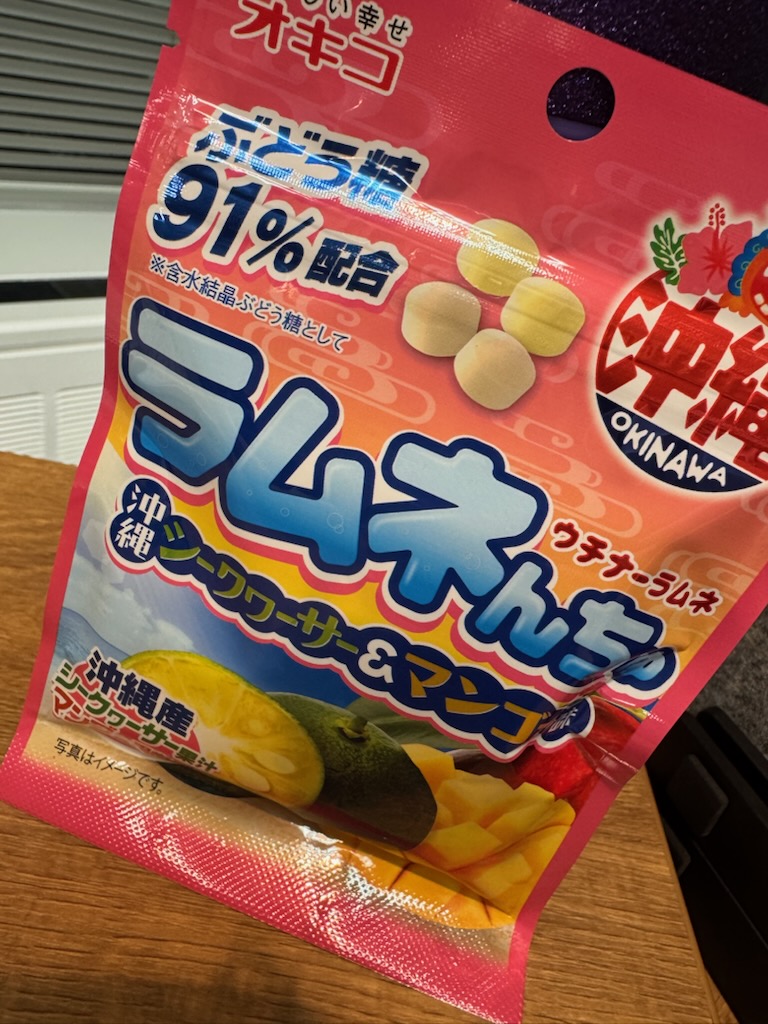 しい幸せ
オキコ
ぶどう糖
91%配合
※含水結晶ぶどう糖として
沖縄
OKINAWA
ラムネんちゅ
ウチナーラムネ
沖縄
シークヮーサー&マンゴー味
沖縄産
シークヮーサー果汁
写真はイメージです。